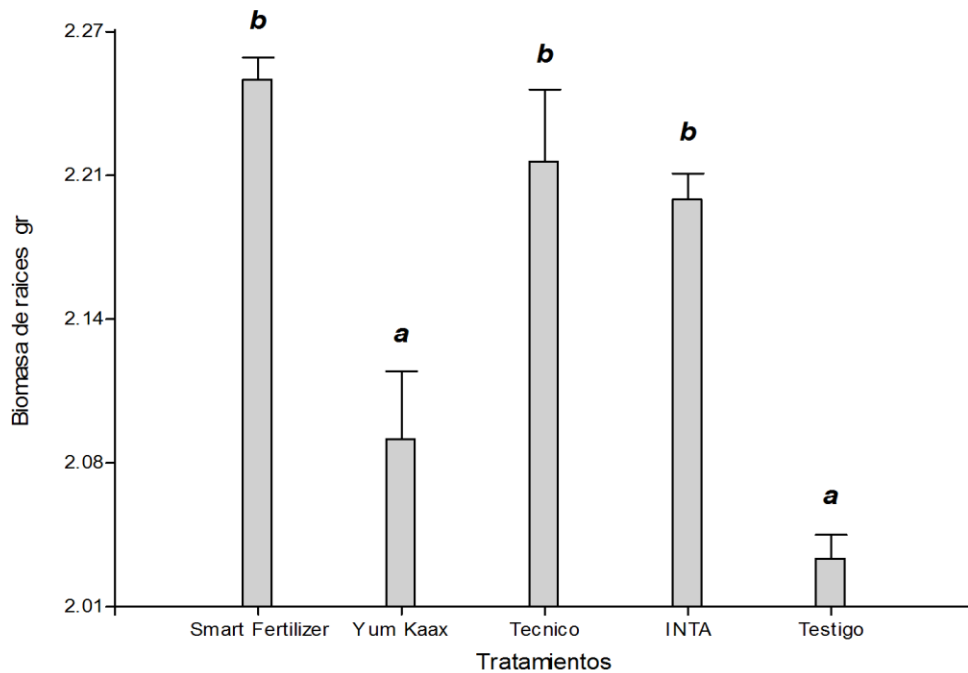 2.27
2.21
2.14
2.08
2.01
Biomasa de raices gr
b
a
b
b
a
Smart Fertilizer
Yum Kaax
Tecnico
INTA
Testigo
Tratamientos